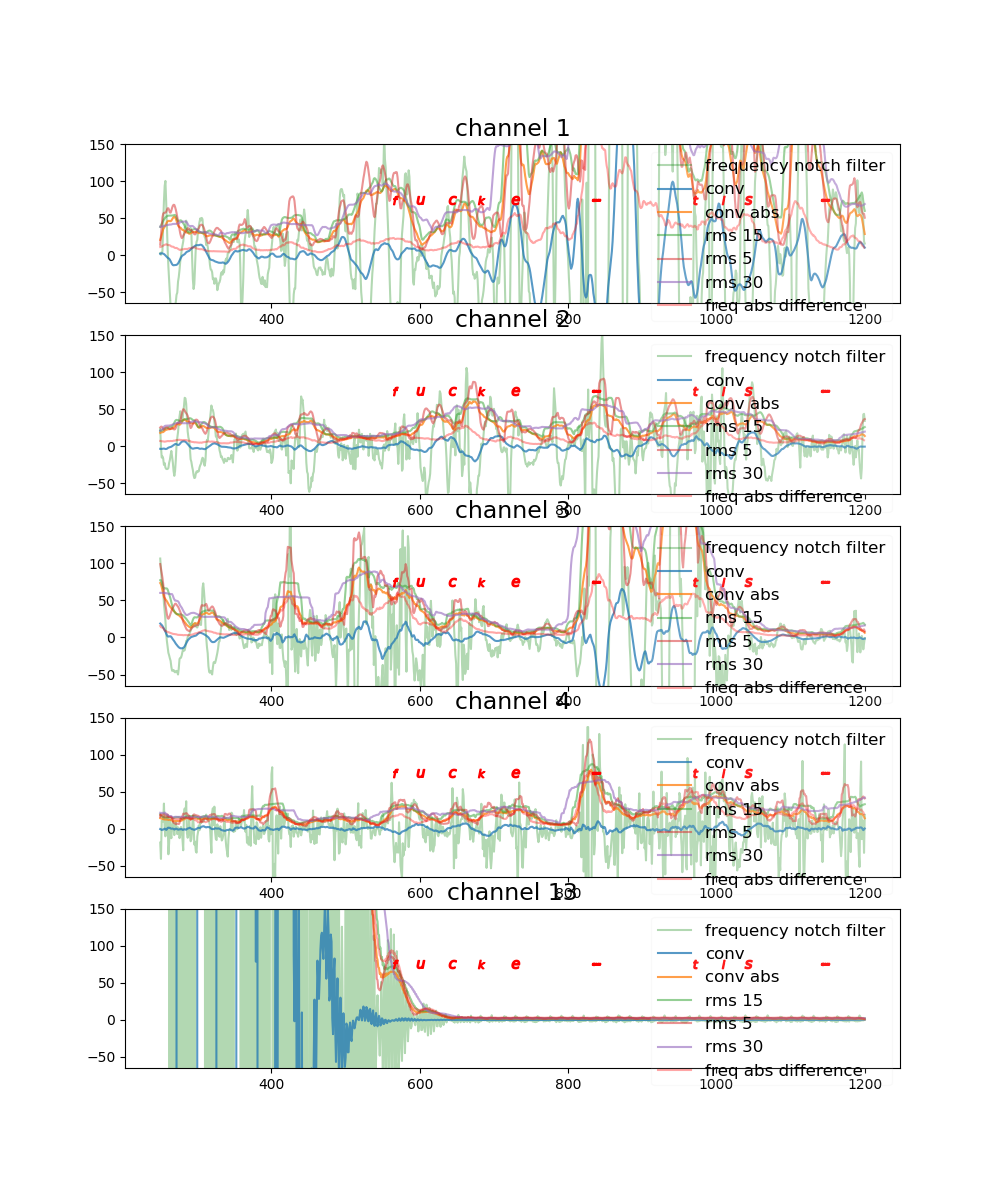 channel 1
150
100
50
0
−50
400
600
800
1000
1200
f u c k e - t i s -
frequency notch filter
conv
conv abs
rms 15
rms 5
rms 30
freq abs difference
channel 2
150
100
50
0
−50
400
600
800
1000
1200
f u c k e - t i s -
frequency notch filter
conv
conv abs
rms 15
rms 5
rms 30
freq abs difference
channel 3
150
100
50
0
−50
400
600
800
1000
1200
f u c k e - t i s -
frequency notch filter
conv
conv abs
rms 15
rms 5
rms 30
freq abs difference
channel 4
150
100
50
0
−50
400
600
800
1000
1200
f u c k e - t i s -
frequency notch filter
conv
conv abs
rms 15
rms 5
rms 30
freq abs difference
channel 13
150
100
50
0
−50
400
600
800
1000
1200
f u c k e - t i s -
frequency notch filter
conv
conv abs
rms 15
rms 5
rms 30
freq abs difference